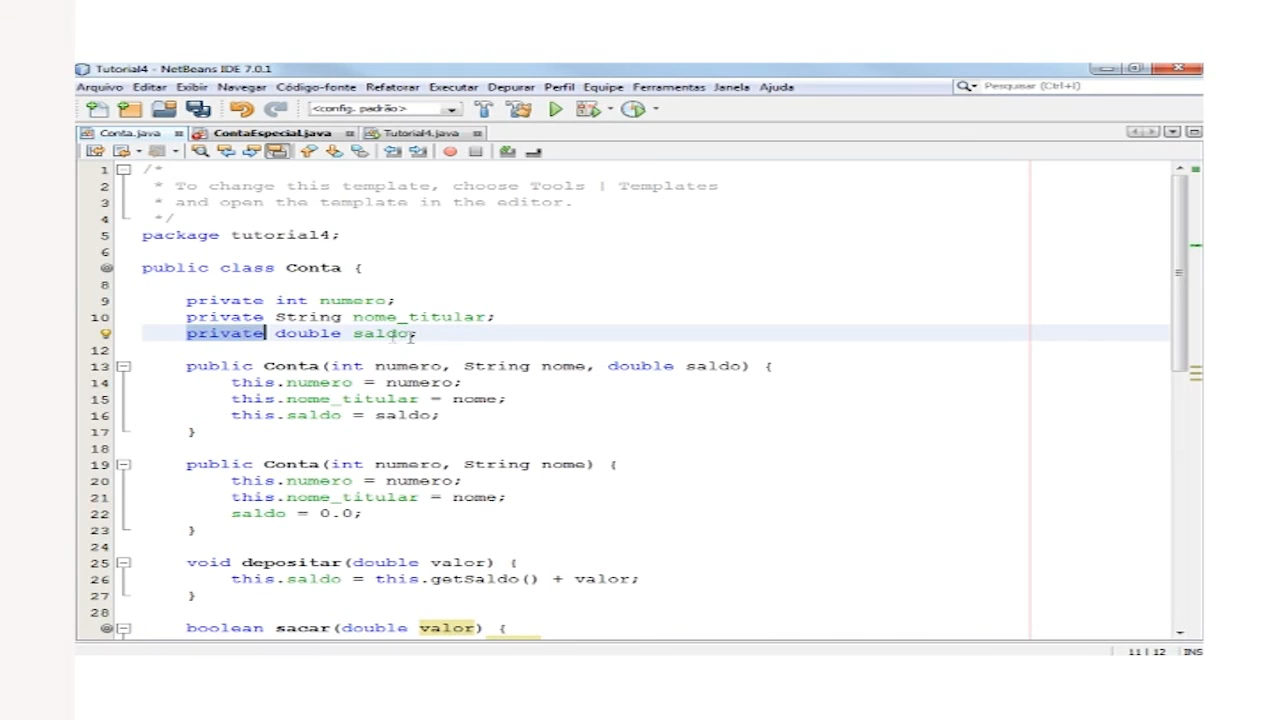 Tutorial4 - NetBeans IDE 7.0.1
Arquivo Editar Exibir Navegar Código-fonte Refatorar Executar Depurar Perfil Equipe Ferramentas Janela Ajuda Pesquisar (Ctrl+I)
<config. padrão>
Conta.java ContaEspecial.java Tutorial4.java
1 /*
2 * To change this template, choose Tools | Templates
3 * and open the template in the editor.
4 */
5 package tutorial4;
6
public class Conta {
8
9 private int numero;
10 private String nome_titular;
private double saldo;
12
13 public Conta(int numero, String nome, double saldo) {
14 this.numero = numero;
15 this.nome_titular = nome;
16 this.saldo = saldo;
17 }
18
19 public Conta(int numero, String nome) {
20 this.numero = numero;
21 this.nome_titular = nome;
22 saldo = 0.0;
23 }
24
25 void depositar(double valor) {
26 this.saldo = this.getSaldo() + valor;
27 }
28
boolean sacar(double valor) {
11 | 12 INS